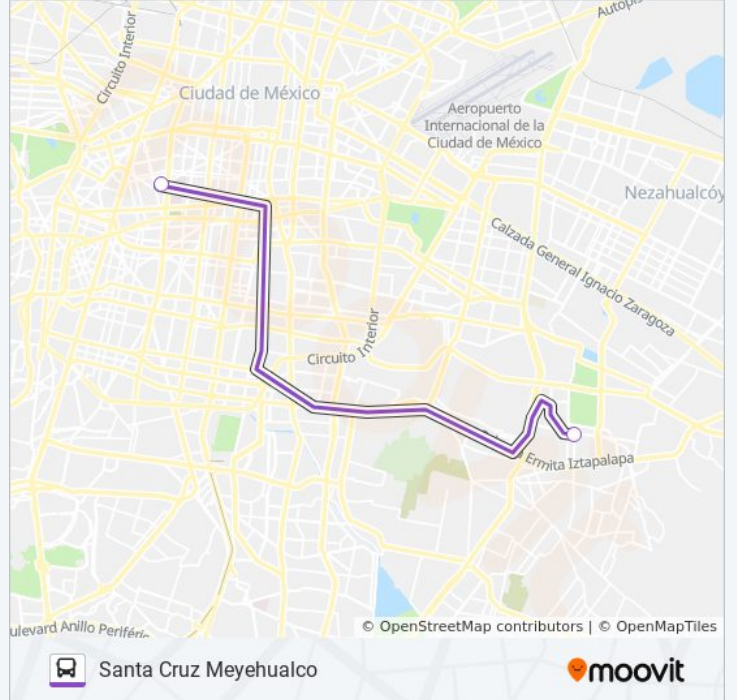 Autopis
Circuito Interior
Ciudad de México
Aeropuerto
Internacional de la
Ciudad de México
Nezahualcóy
Calzada General Ignacio Zaragoza
Circuito Interior
Ermita Iztapalapa
ulevard Anillo Periféric
© OpenStreetMap contributors | © OpenMapTiles
Santa Cruz Meyehualco
moovit